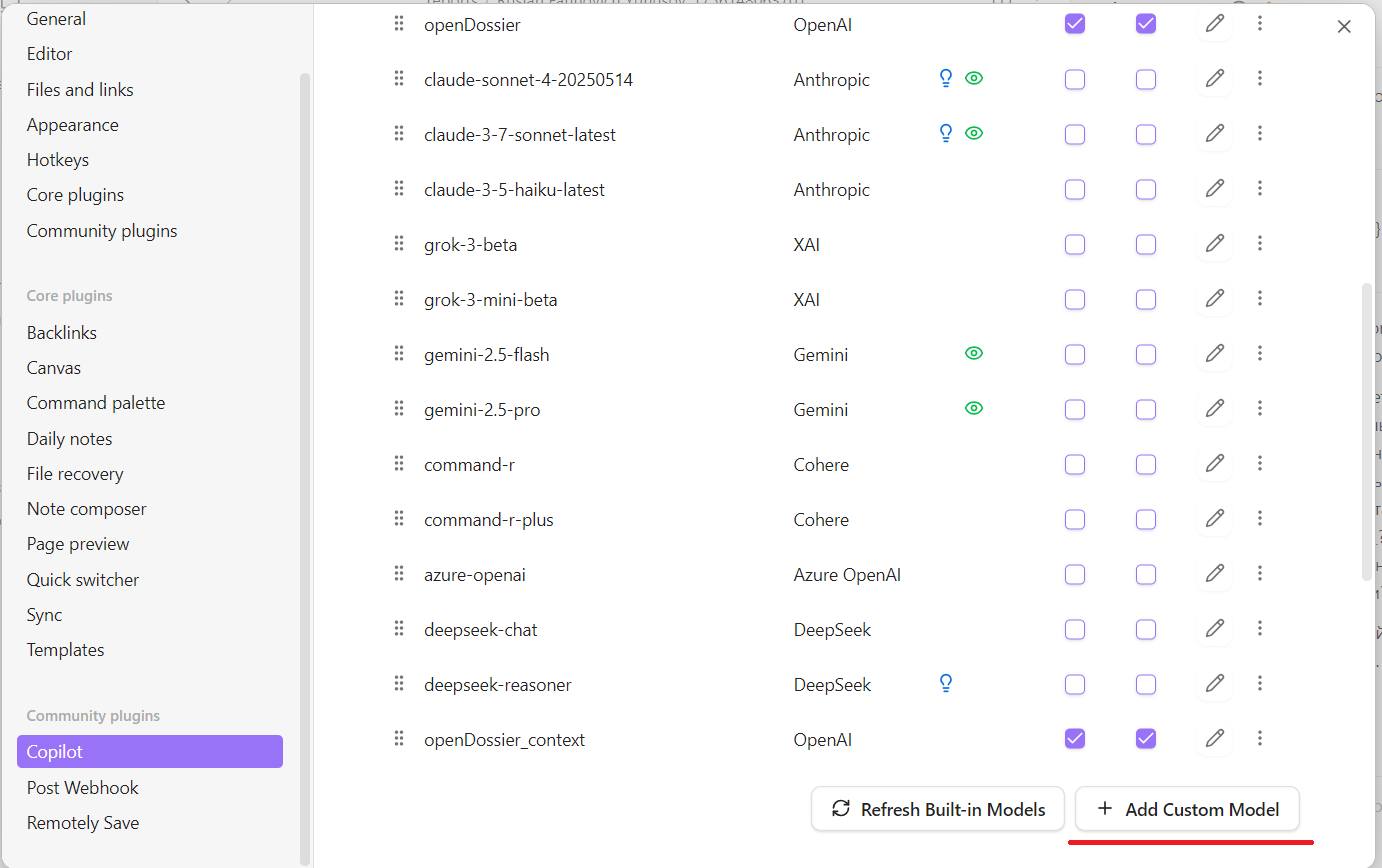 General
Editor
Files and links
Appearance
Hotkeys
Core plugins
Community plugins
Core plugins
Backlinks
Canvas
Command palette
Daily notes
File recovery
Note composer
Page preview
Quick switcher
Sync
Templates
Community plugins
Copilot
Post Webhook
Remotely Save
openDossier OpenAI
claude-sonnet-4-20250514 Anthropic
claude-3-7-sonnet-latest Anthropic
claude-3-5-haiku-latest Anthropic
grok-3-beta XAI
grok-3-mini-beta XAI
gemini-2.5-flash Gemini
gemini-2.5-pro Gemini
command-r Cohere
command-r-plus Cohere
azure-openai Azure OpenAI
deepseek-chat DeepSeek
deepseek-reasoner DeepSeek
openDossier_context OpenAI
Refresh Built-in Models
Add Custom Model